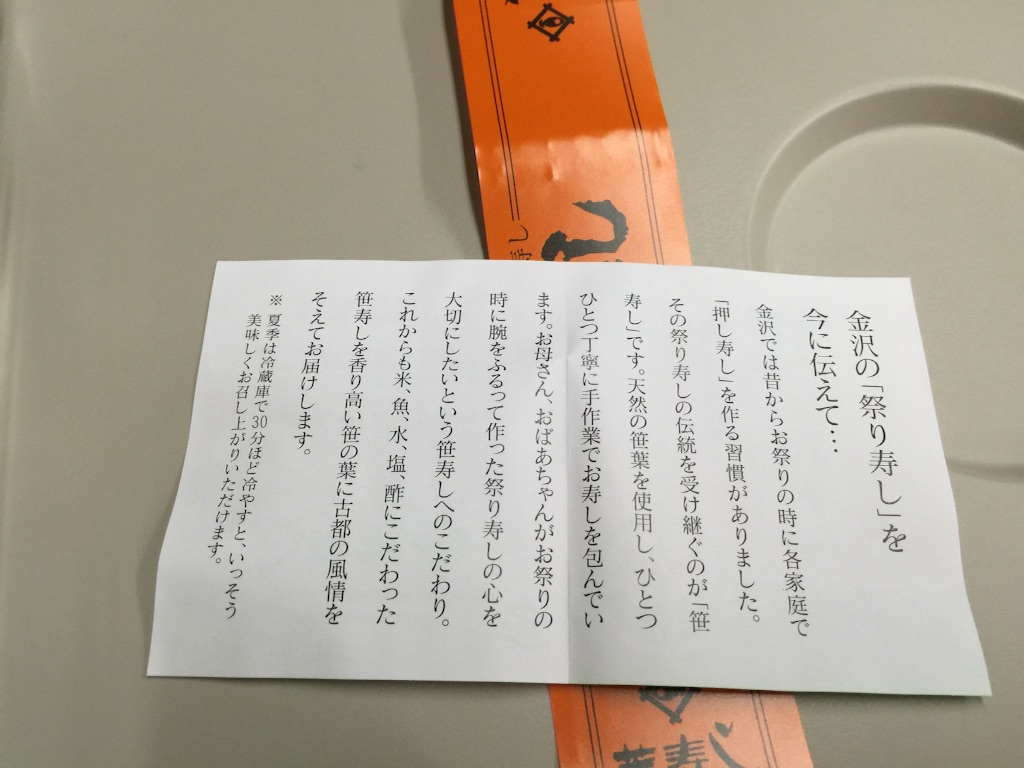 金沢の「祭り寿し」を
今に伝えて…
金沢では昔からお祭りの時に各家庭で
「押し寿し」を作る習慣がありました。
その祭り寿しの伝統を受け継ぐのが「笹
寿し」です。天然の笹葉を使用し、ひとつ
ひとつ丁寧に手作業でお寿しを包んでい
ます。お母さん、おばあちゃんがお祭りの
時に腕をふるって作った祭り寿しの心を
大切にしたいという笹寿しへのこだわり。
これからも米、魚、水、塩、酢にこだわった
笹寿しを香り高い笹の葉に古都の風情を
そえてお届けします。
※ 夏季は冷蔵庫で30分ほど冷やすと、いっそう
美味しくお召し上がりいただけます。
寿し
し
寿し